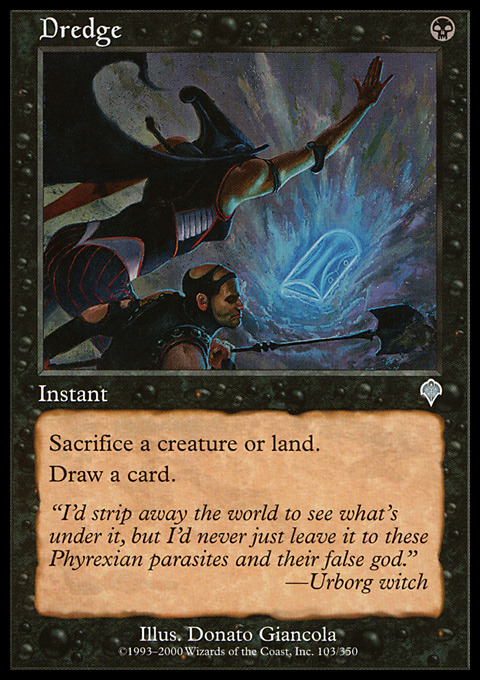 Dredge
Instant
Sacrifice a creature or land.
Draw a card.
“I’d strip away the world to see what’s
under it, but I’d never just leave it to these
Phyrexian parasites and their false god.”
—Urborg witch
Illus. Donato Giancola
©1993–2000 Wizards of the Coast, Inc. 103/350